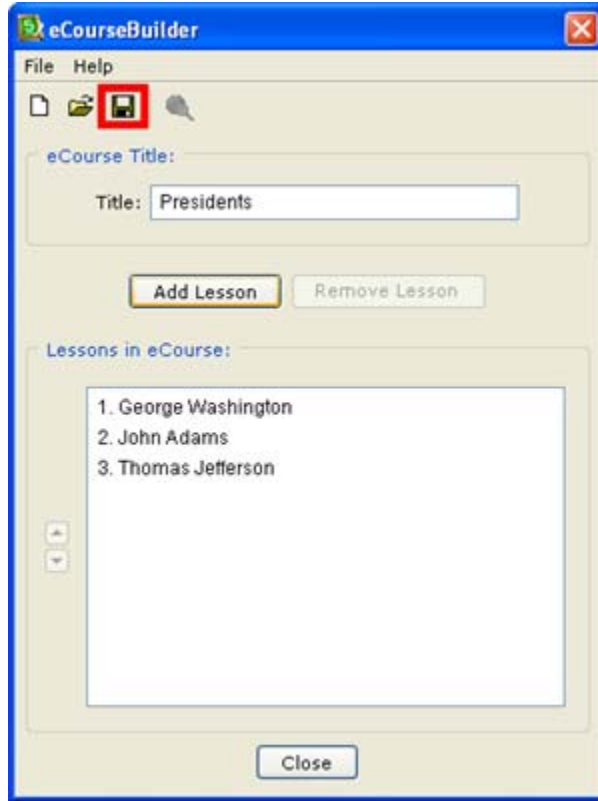 eCourseBuilder
File Help
eCourse Title:
Title: Presidents
Add Lesson Remove Lesson
Lessons in eCourse:
1. George Washington
2. John Adams
3. Thomas Jefferson
Close